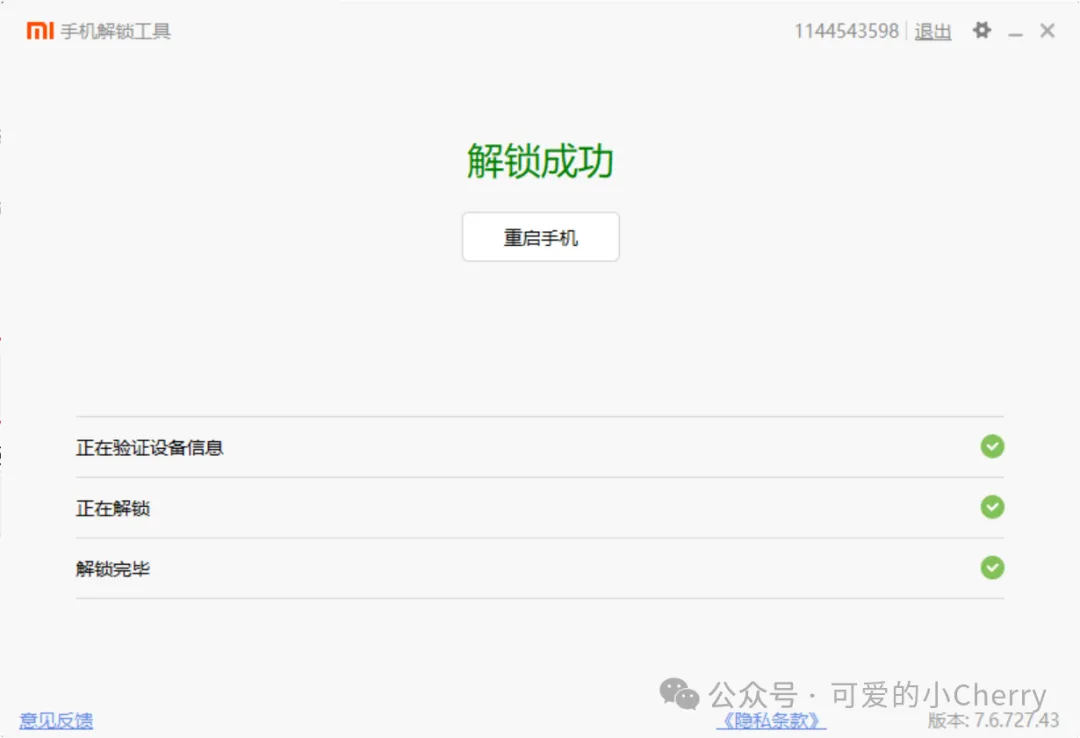 手机解锁工具
1144543598 退出
解锁成功
重启手机
正在验证设备信息
正在解锁
解锁完毕
公众号 · 可爱的小Cherry
意见反馈
《隐私条款》
版本: 7.6.727.43